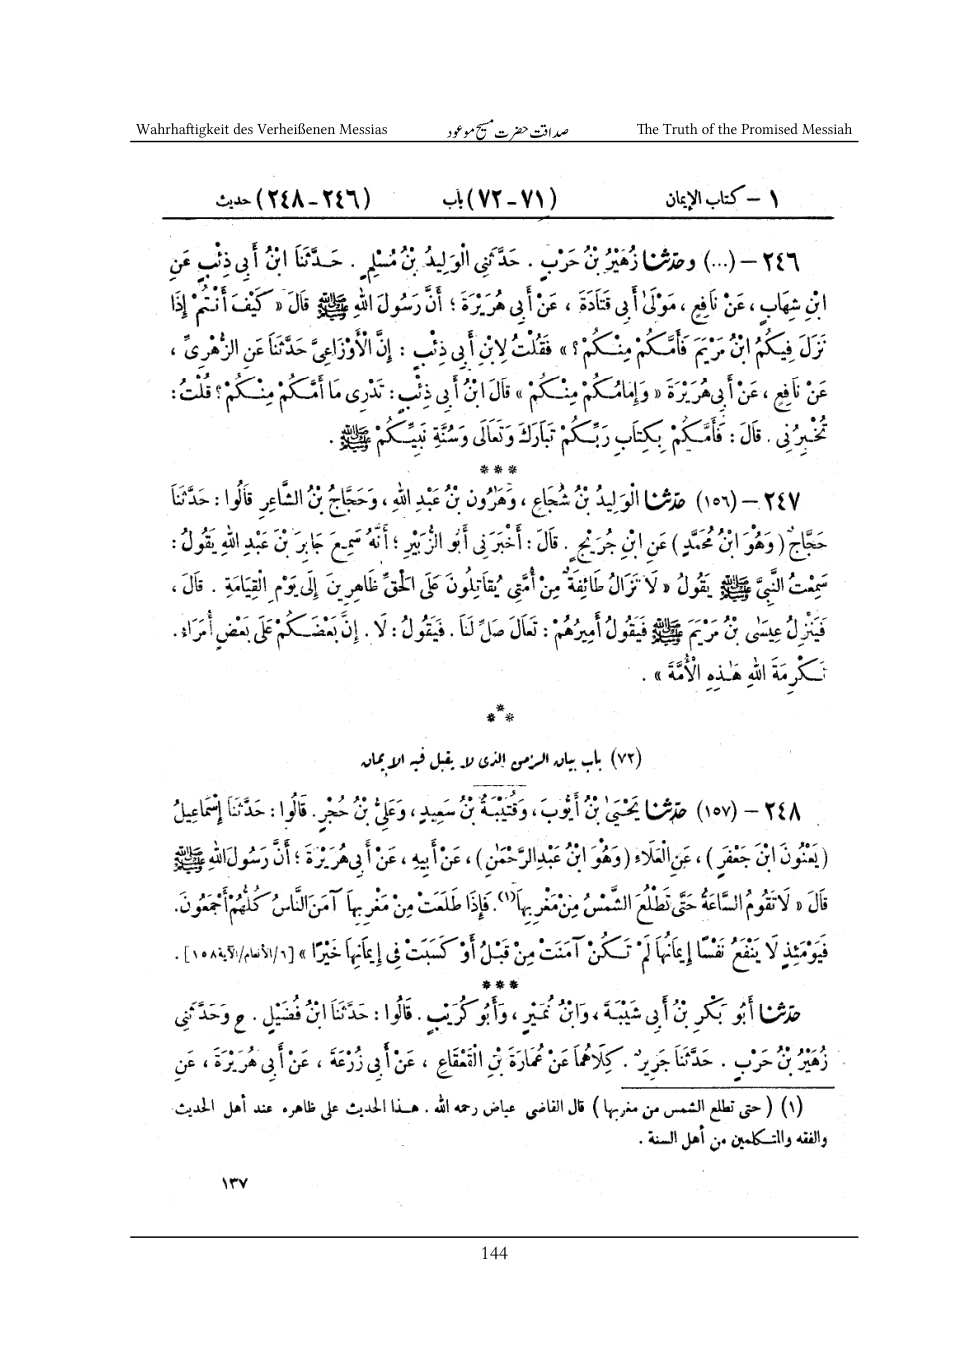 Wahrhaftigkeit des Verheißenen Messias صداقت حضرت مسیح موعود The Truth of the Promised Messiah
١ – كتاب الإيمان (٧١ – ٧٢) باب (٢٤٦ – ٢٤٨) حديث
٢٤٦ – (...) وحَدَّثَنَا زُهَيْرُ بْنُ حَرْبٍ . حَدَّثَنِي الْوَلِيدُ بْنُ مُسْلِمٍ . حَدَّثَنَا ابْنُ أَبِي ذِئْبٍ عَنِ
ابْنِ شِهَابٍ ، عَنْ نَافِعٍ ، مَوْلَىٰ أَبِي قَتَادَةَ ، عَنْ أَبِي هُرَيْرَةَ ؛ أَنَّ رَسُولَ اللهِ ﷺ قَالَ « كَيْفَ أَنْتُمْ إِذَا
نَزَلَ فِيكُمُ ابْنُ مَرْيَمَ فَأَمَّكُمْ مِنْكُمْ ؟ » فَقُلْتُ لِابْنِ أَبِي ذِئْبٍ : إِنَّ الْأَوْزَاعِيَّ حَدَّثَنَا عَنِ الزُّهْرِيِّ ،
عَنْ نَافِعٍ ، عَنْ أَبِي هُرَيْرَةَ « وَإِمَامُكُمْ مِنْكُمْ » قَالَ ابْنُ أَبِي ذِئْبٍ : تَدْرِي مَا أَمَّكُمْ مِنْكُمْ ؟ قُلْتُ :
تُخْبِرُنِي . قَالَ : فَأَمَّكُمْ بِكِتَابِ رَبِّكُمْ تَبَارَكَ وَتَعَالَى وَسُنَّةِ نَبِيِّكُمْ ﷺ .
***
٢٤٧ – (١٥٦) حَدَّثَنَا الْوَلِيدُ بْنُ شُجَاعٍ ، وَهَٰرُونُ بْنُ عَبْدِ اللهِ ، وَحَجَّاجُ بْنُ الشَّاعِرِ قَالُوا : حَدَّثَنَا
حَجَّاجٌ ( وَهُوَ ابْنُ مُحَمَّدٍ ) عَنِ ابْنِ جُرَيْجٍ . قَالَ : أَخْبَرَنِي أَبُو الزُّبَيْرِ ؛ أَنَّهُ سَمِعَ جَابِرَ بْنَ عَبْدِ اللهِ يَقُولُ :
سَمِعْتُ النَّبِيَّ ﷺ يَقُولُ « لَا تَزَالُ طَائِفَةٌ مِنْ أُمَّتِي يُقَاتِلُونَ عَلَى الْحَقِّ ظَاهِرِينَ إِلَى يَوْمِ الْقِيَامَةِ . قَالَ ،
فَيَنْزِلُ عِيسَىٰ بْنُ مَرْيَمَ ﷺ فَيَقُولُ أَمِيرُهُمْ : تَعَالَ صَلِّ لَنَا . فَيَقُولُ : لَا . إِنَّ بَعْضَكُمْ عَلَى بَعْضٍ أُمَرَاءُ .
تَكْرِمَةَ اللهِ هَٰذِهِ الْأُمَّةَ » .
***
(٧٢) باب بيان الزمن الذى لا يقبل فيه الإيمان
٢٤٨ – (١٥٧) حَدَّثَنَا يَحْيَىٰ بْنُ أَيُّوبَ ، وَقُتَيْبَةُ بْنُ سَعِيدٍ ، وَعَلِيُّ بْنُ حُجْرٍ . قَالُوا : حَدَّثَنَا إِسْمَاعِيلُ
( يَعْنُونَ ابْنَ جَعْفَرٍ ) ، عَنِ الْعَلَاءِ ( وَهُوَ ابْنُ عَبْدِ الرَّحْمَنِ ) ، عَنْ أَبِيهِ ، عَنْ أَبِي هُرَيْرَةَ ؛ أَنَّ رَسُولَ اللهِ ﷺ
قَالَ « لَا تَقُومُ السَّاعَةُ حَتَّى تَطْلُعَ الشَّمْسُ مِنْ مَغْرِبِهَا(١). فَإِذَا طَلَعَتْ مِنْ مَغْرِبِهَا آمَنَ النَّاسُ كُلُّهُمْ أَجْمَعُونَ .
فَيَوْمَئِذٍ لَا يَنْفَعُ نَفْسًا إِيمَانُهَا لَمْ تَكُنْ آمَنَتْ مِنْ قَبْلُ أَوْ كَسَبَتْ فِي إِيمَانِهَا خَيْرًا » [٦/الأنعام/الآية ١٥٨] .
***
حَدَّثَنَا أَبُو بَكْرِ بْنُ أَبِي شَيْبَةَ ، وَابْنُ نُمَيْرٍ ، وَأَبُو كُرَيْبٍ . قَالُوا : حَدَّثَنَا ابْنُ فُضَيْلٍ . ح وَحَدَّثَنِي
زُهَيْرُ بْنُ حَرْبٍ . حَدَّثَنَا جَرِيرٌ . كِلَاهُمَا عَنْ عُمَارَةَ بْنِ الْقَعْقَاعِ ، عَنْ أَبِي زُرْعَةَ ، عَنْ أَبِي هُرَيْرَةَ ، عَنِ
(١) ( حتى تطلع الشمس من مغربها ) قال القاضى عياض رحمه الله . هذا الحديث على ظاهره عند أهل الحديث
والفقه والمتكلمين من أهل السنة .
١٣٧
144